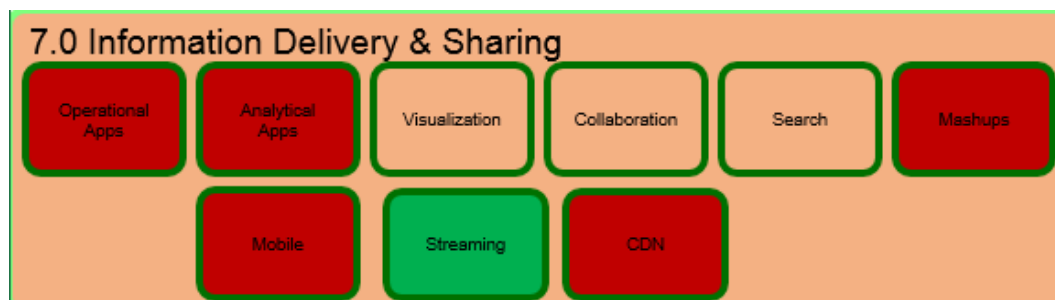 7.0 Information Delivery & Sharing
Operational
Apps
Analytical
Apps
Visualization
Collaboration
Search
Mashups
Mobile
Streaming
CDN